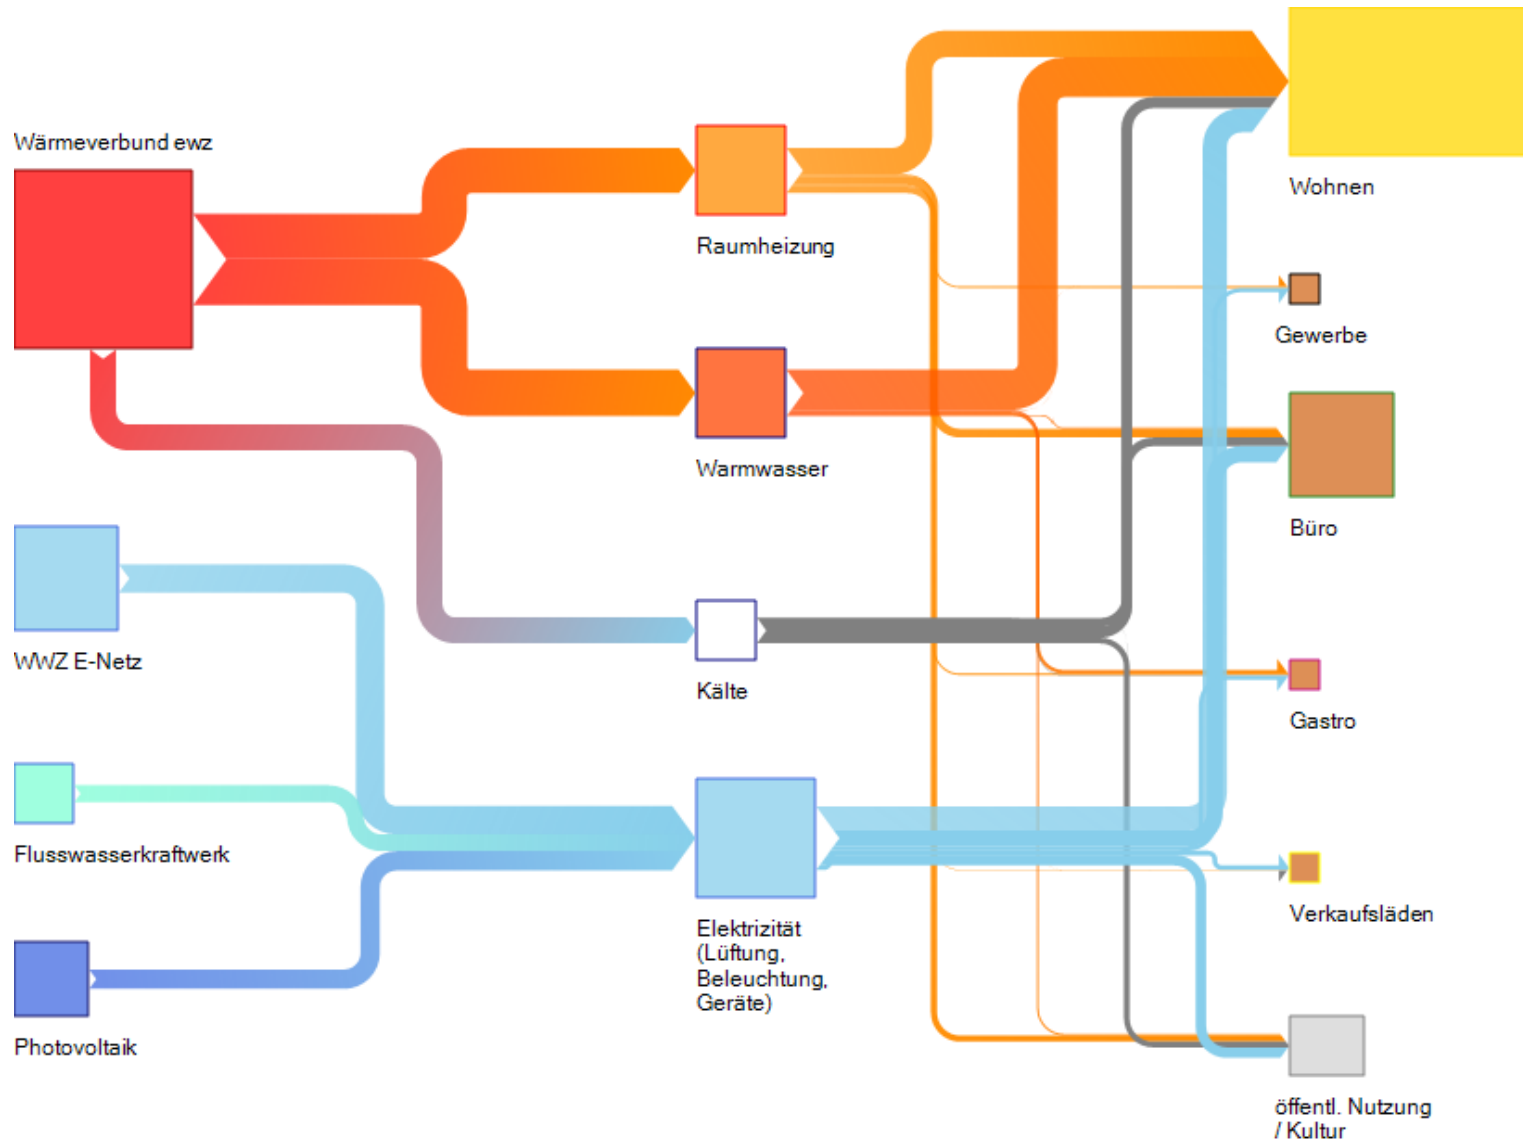 Wärmeverbund ewz
WWZ E-Netz
Flusswasserkraftwerk
Photovoltaik
Raumheizung
Warmwasser
Kälte
Elektrizität
(Lüftung,
Beleuchtung,
Geräte)
Wohnen
Gewerbe
Büro
Gastro
Verkaufsläden
öffentl. Nutzung
/ Kultur